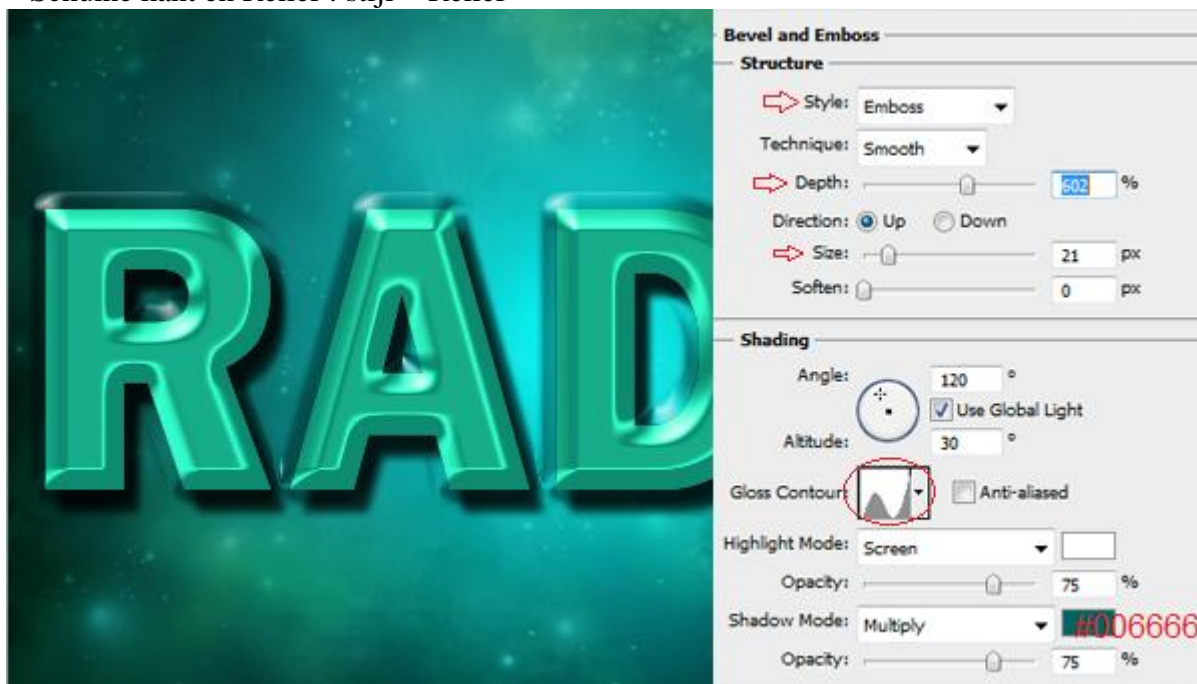 RAD
Bevel and Emboss
Structure
Style: Emboss
Technique: Smooth
Depth: 602 %
Direction: Up Down
Size: 21 px
Soften: 0 px
Shading
Angle: 120 °
Use Global Light
Altitude: 30 °
Gloss Contour: Anti-aliased
Highlight Mode: Screen
Opacity: 75 %
Shadow Mode: Multiply #006666
Opacity: 75 %